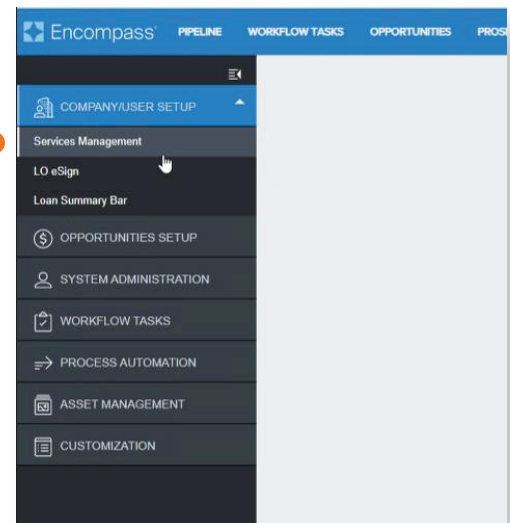 Encompass PIPELINE WORKFLOW TASKS OPPORTUNITIES
COMPANY/USER SETUP
Services Management
LO eSign
Loan Summary Bar
OPPORTUNITIES SETUP
SYSTEM ADMINISTRATION
WORKFLOW TASKS
PROCESS AUTOMATION
ASSET MANAGEMENT
CUSTOMIZATION